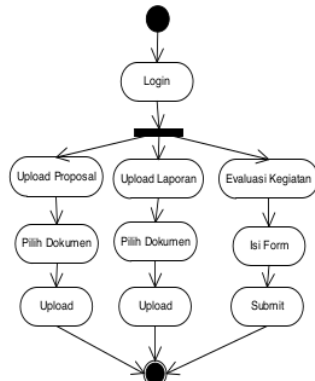 Login
Upload Proposal
Upload Laporan
Evaluasi Kegiatan
Pilih Dokumen
Pilih Dokumen
Isi Form
Upload
Upload
Submit